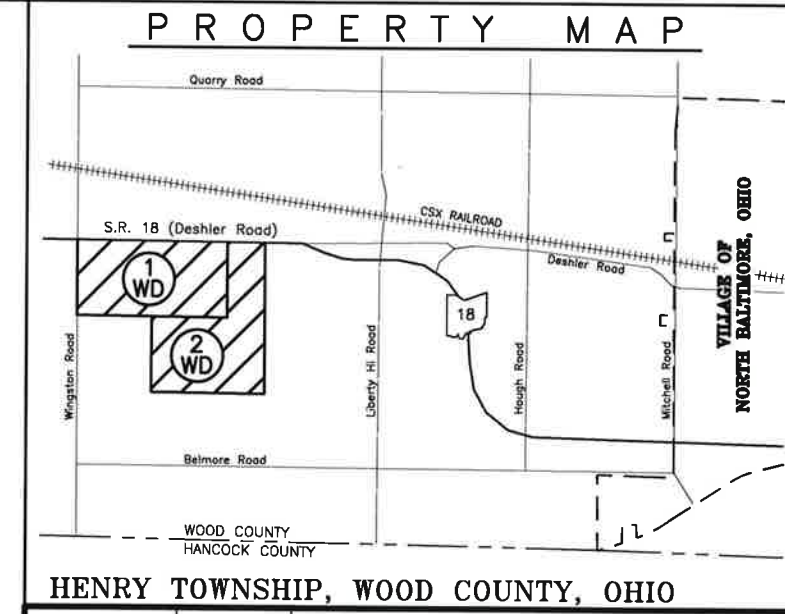 PROPERTY MAP
Quarry Road
CSX RAILROAD
S.R. 18 (Deshler Road)
Deshler Road
VILLAGE OF
NORTH BALTIMORE, OHIO
1
WD
2
WD
18
Wingston Road
Liberty Hi Road
Hough Road
Mitchell Road
Belmore Road
WOOD COUNTY
HANCOCK COUNTY
HENRY TOWNSHIP, WOOD COUNTY, OHIO